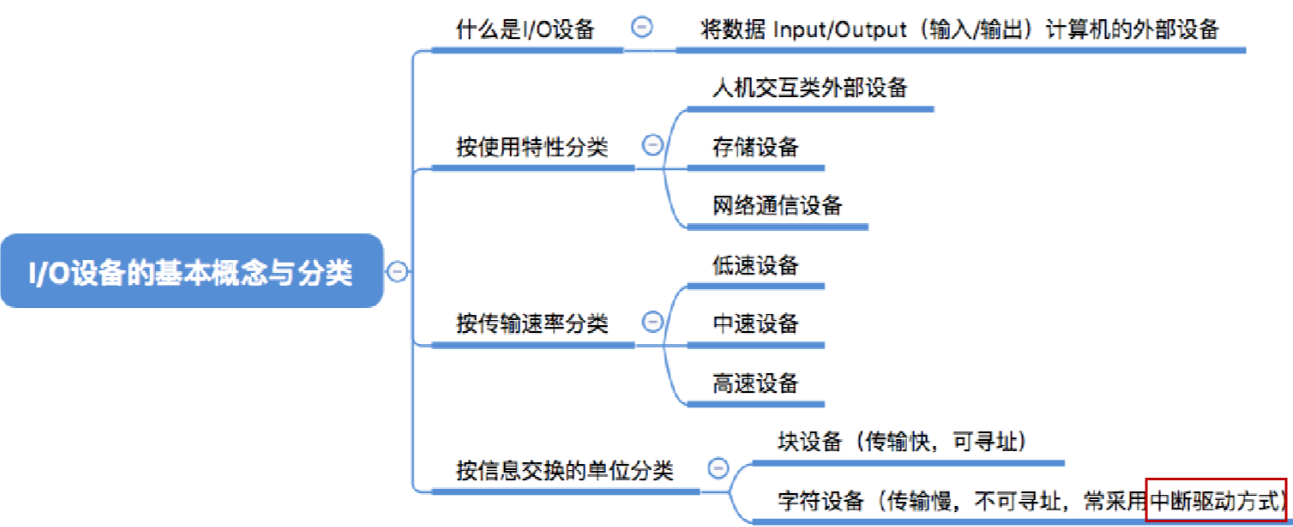 什么是I/O设备
将数据 Input/Output（输入/输出）计算机的外部设备
人机交互类外部设备
按使用特性分类
存储设备
网络通信设备
I/O设备的基本概念与分类
低速设备
按传输速率分类
中速设备
高速设备
块设备（传输快，可寻址）
按信息交换的单位分类
字符设备（传输慢，不可寻址，常采用中断驱动方式）